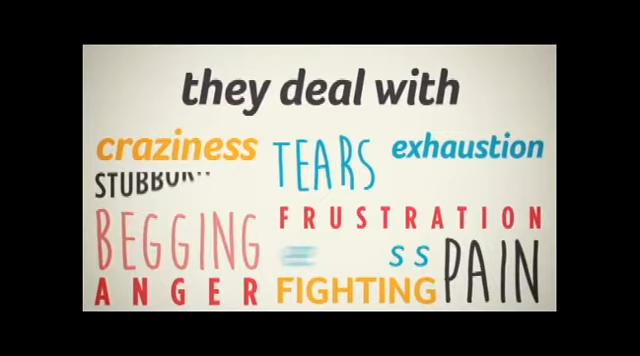 they deal with
craziness
TEARS
exhaustion
BEGGING
FRUSTRATION
S S
ANGER
FIGHTING
PAIN